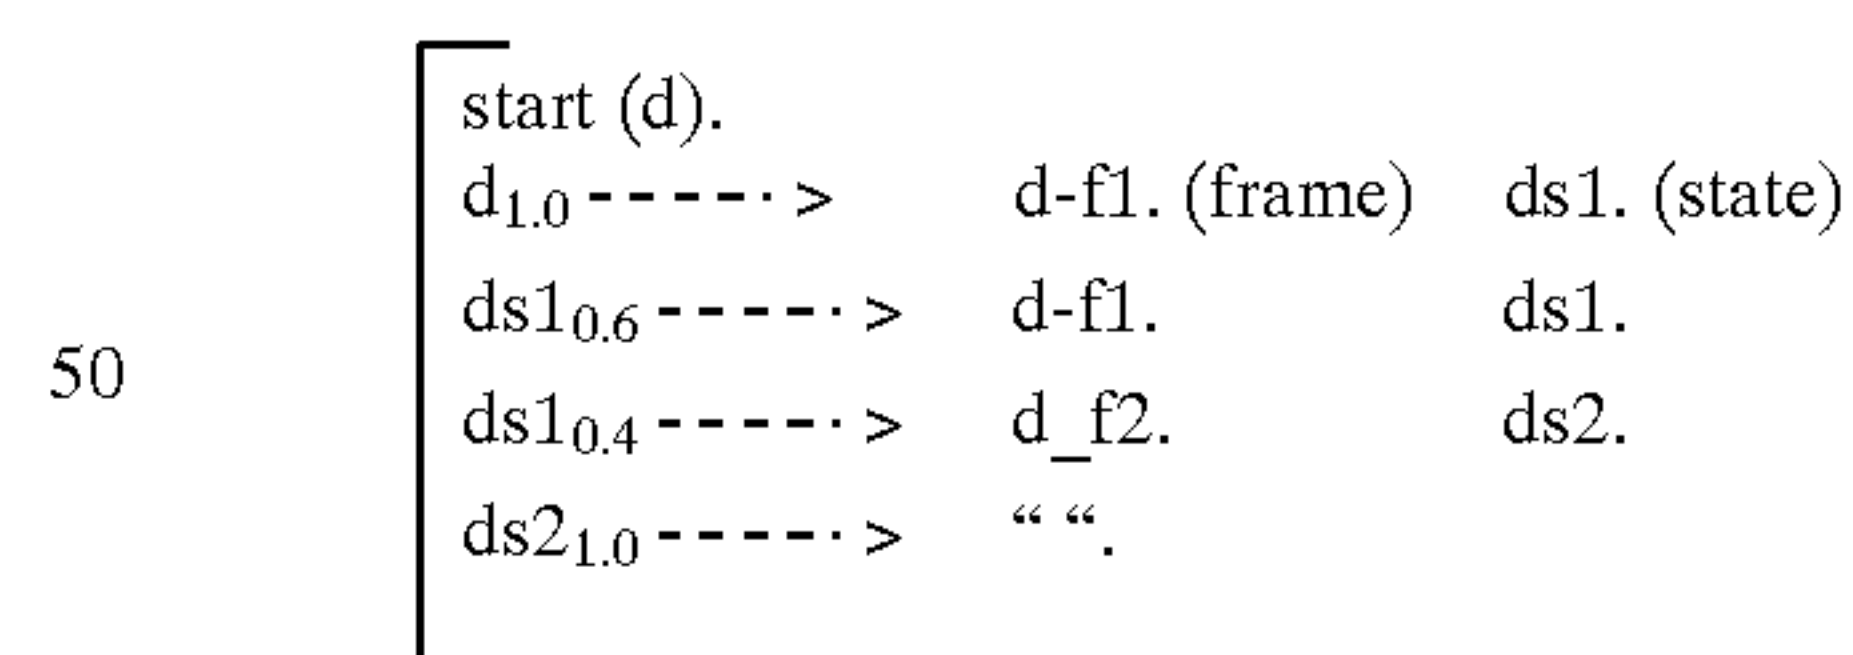 start (d).
d1.0 - - - - - · > d-f1. (frame) ds1. (state)
ds10.6 - - - - - · > d-f1. ds1.
50
ds10.4 - - - - - · > d_f2. ds2.
ds21.0 - - - - - · > “ “.